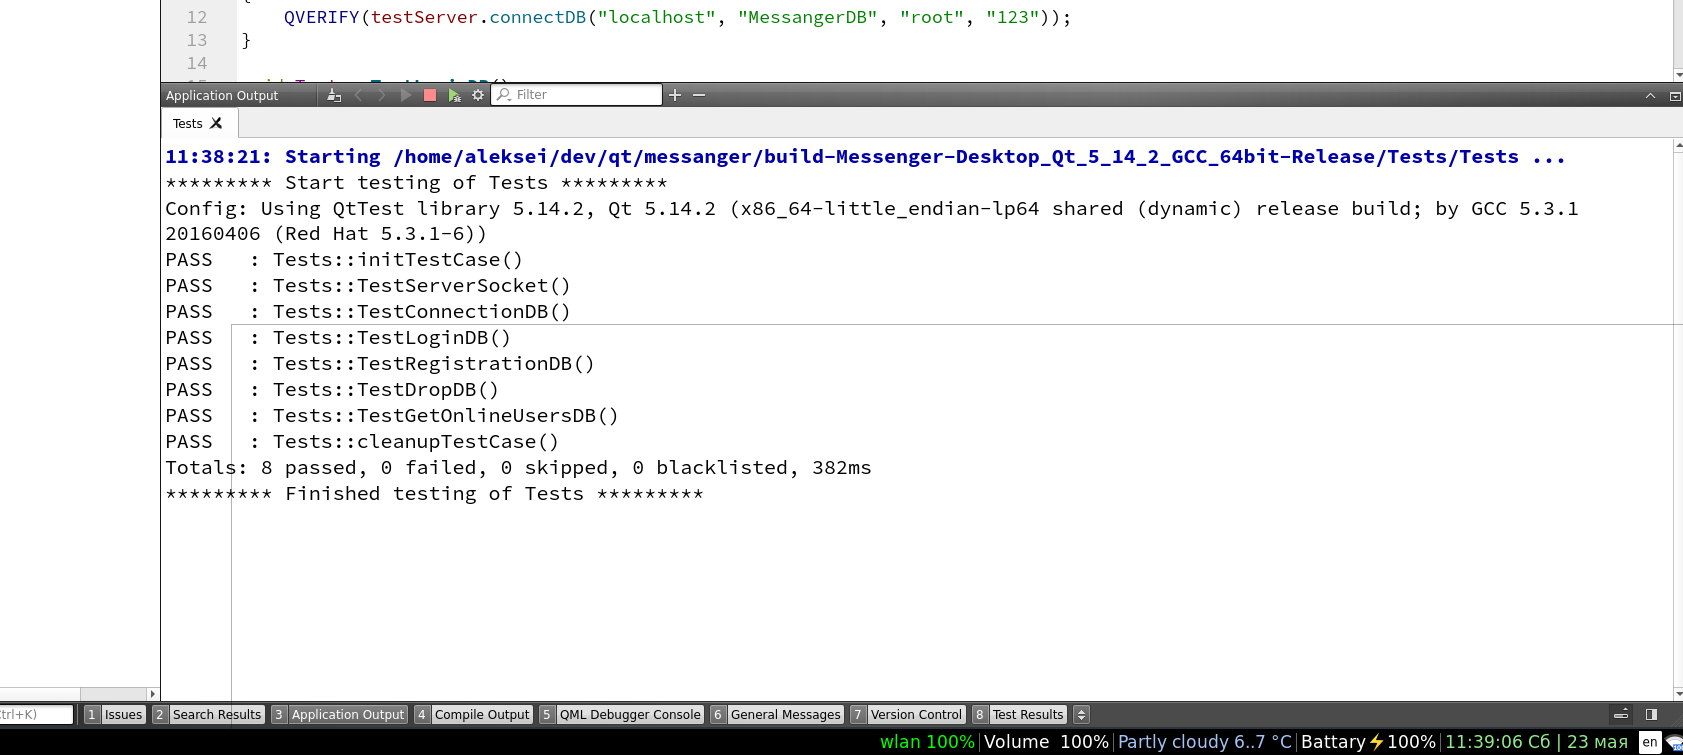 {
12 QVERIFY(testServer.connectDB("localhost", "MessangerDB", "root", "123"));
13 }
14
Application Output
Filter
Tests
11:38:21: Starting /home/aleksei/dev/qt/messanger/build-Messenger-Desktop_Qt_5_14_2_GCC_64bit-Release/Tests/Tests ...
********* Start testing of Tests *********
Config: Using QtTest library 5.14.2, Qt 5.14.2 (x86_64-little_endian-lp64 shared (dynamic) release build; by GCC 5.3.1
20160406 (Red Hat 5.3.1-6))
PASS   : Tests::initTestCase()
PASS   : Tests::TestServerSocket()
PASS   : Tests::TestConnectionDB()
PASS   : Tests::TestLoginDB()
PASS   : Tests::TestRegistrationDB()
PASS   : Tests::TestDropDB()
PASS   : Tests::TestGetOnlineUsersDB()
PASS   : Tests::cleanupTestCase()
Totals: 8 passed, 0 failed, 0 skipped, 0 blacklisted, 382ms
********* Finished testing of Tests *********
trl+K) 1 Issues 2 Search Results 3 Application Output 4 Compile Output 5 QML Debugger Console 6 General Messages 7 Version Control 8 Test Results
wlan 100% Volume 100% Partly cloudy 6..7 °C Battary⚡100% 11:39:06 Сб | 23 мая en